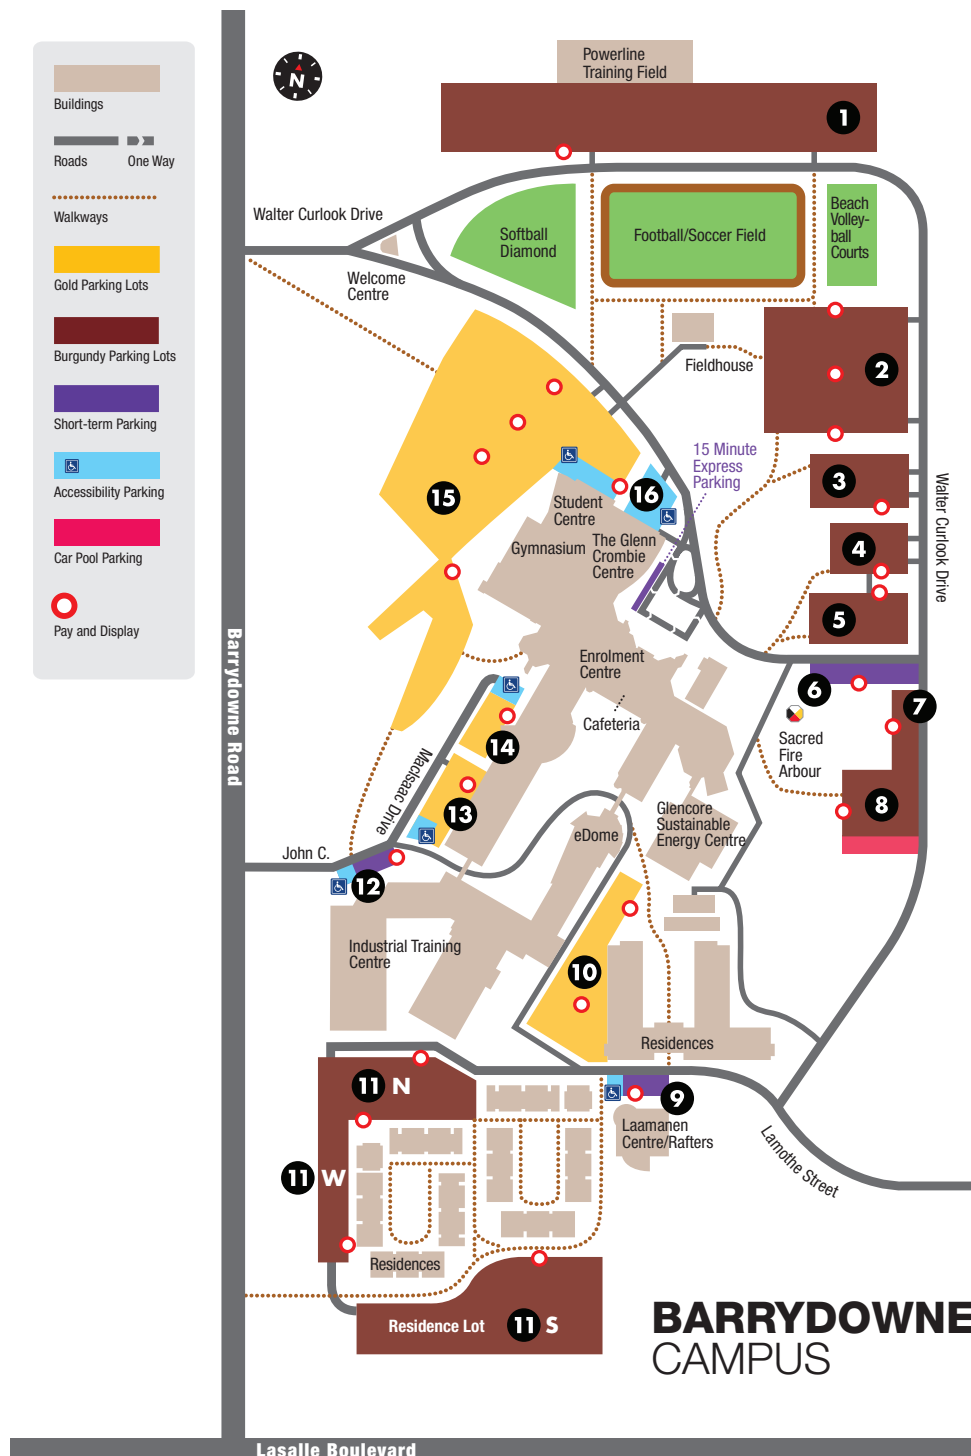 Buildings
Roads
One Way
Walkways
Gold Parking Lots
Burgundy Parking Lots
Short-term Parking
Accessibility Parking
Car Pool Parking
Pay and Display
N
Powerline
Training Field
1
Walter Curlook Drive
Welcome
Centre
Softball
Diamond
Football/Soccer Field
Beach
Volley-
ball
Courts
Fieldhouse
2
15 Minute
Express
Parking
3
4
5
Walter Curlook Drive
15
16
Student
Centre
Gymnasium
The Glenn
Crombie
Centre
Enrolment
Centre
Cafeteria
6
7
Sacred
Fire
Arbour
8
14
13
MacIsaac Drive
John C.
12
eDome
Glencore
Sustainable
Energy Centre
Industrial Training
Centre
10
Residences
9
Laamanen
Centre/Rafters
Lamothe Street
11 N
11 W
Residences
Residence Lot
11 S
Barrydowne Road
BARRYDOWNE
CAMPUS
Lasalle Boulevard